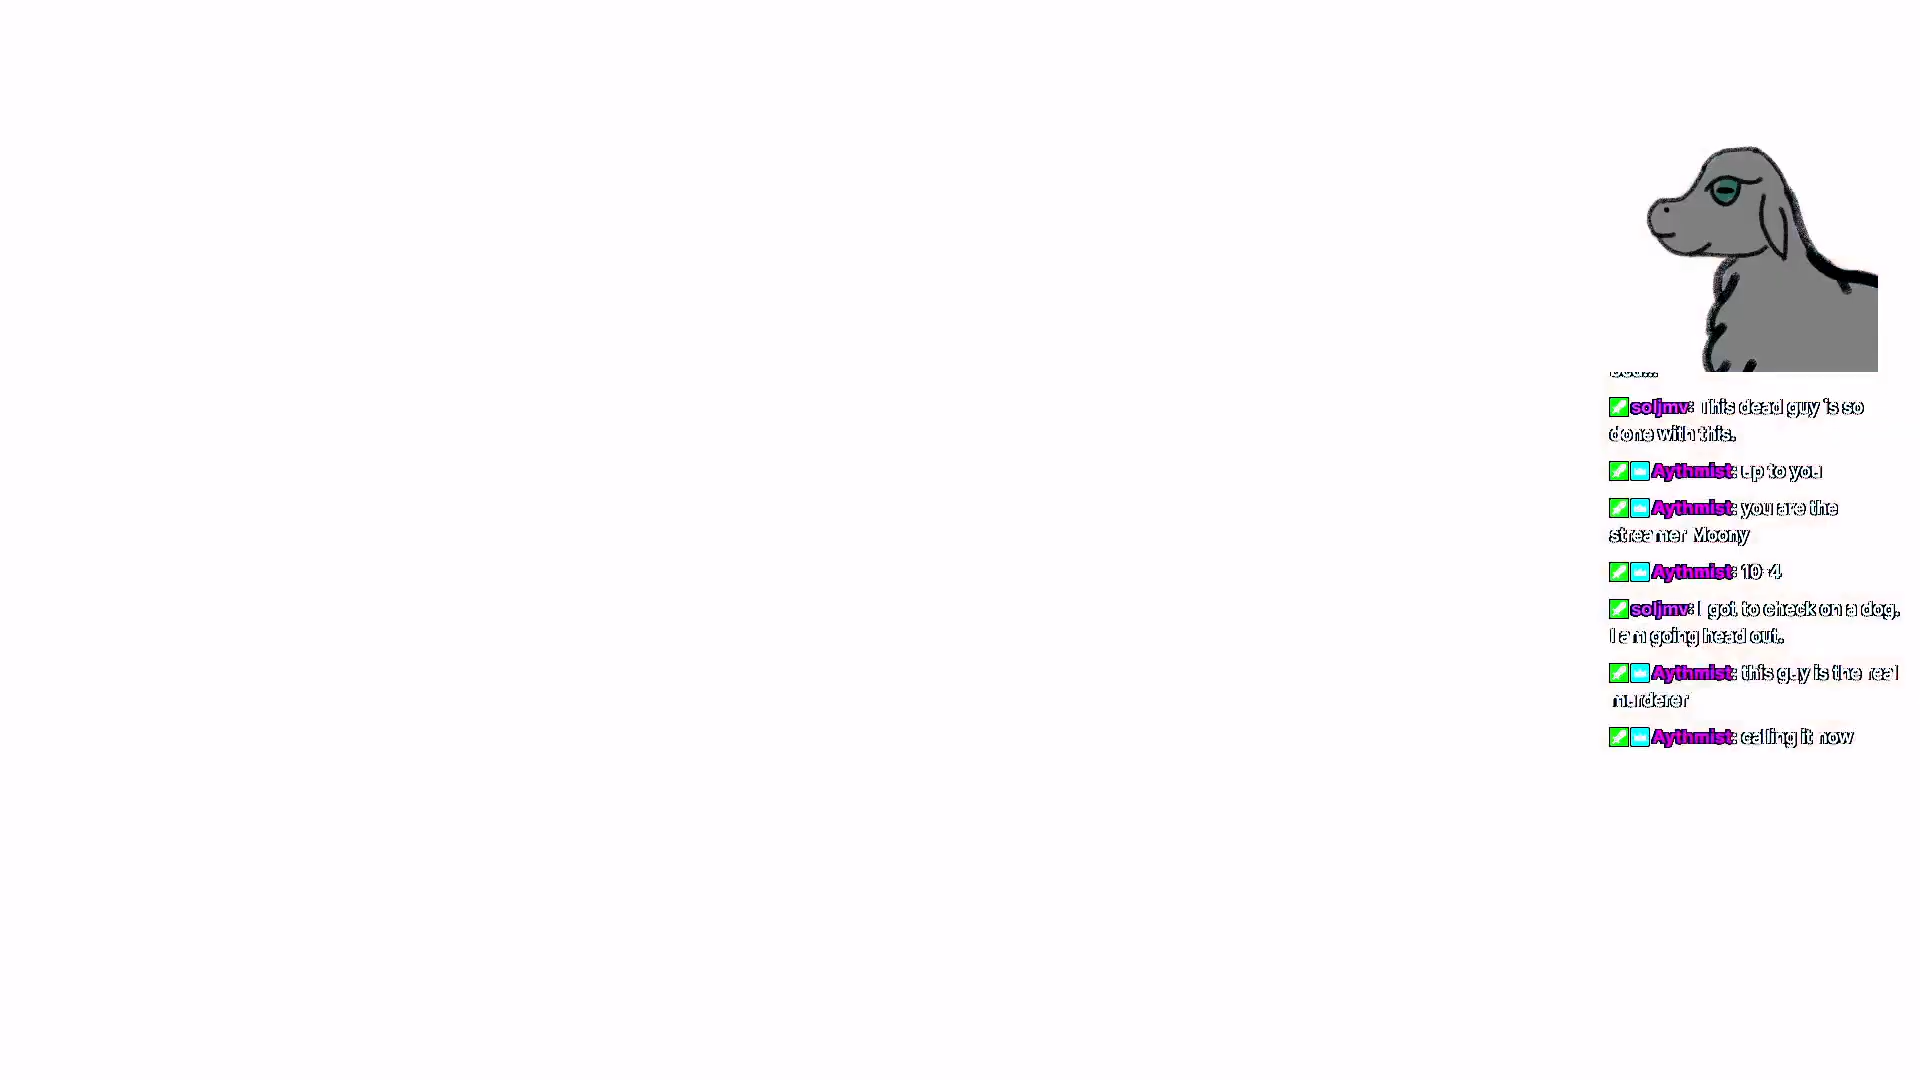 soljmv: This dead guy is so
done with this.
Aythmist: up to you
Aythmist: you are the
streamer Moony
Aythmist: 10-4
soljmv: I got to check on a dog.
I am going head out.
Aythmist: this guy is the real
murderer
Aythmist: calling it now